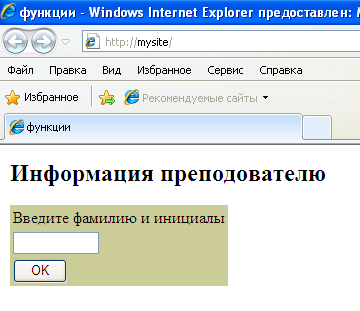 функции - Windows Internet Explorer предоставлен:
http://mysite/
Файл Правка Вид Избранное Сервис Справка
Избранное Рекомендуемые сайты
функции
Информация преподователю
Введите фамилию и инициалы
OK